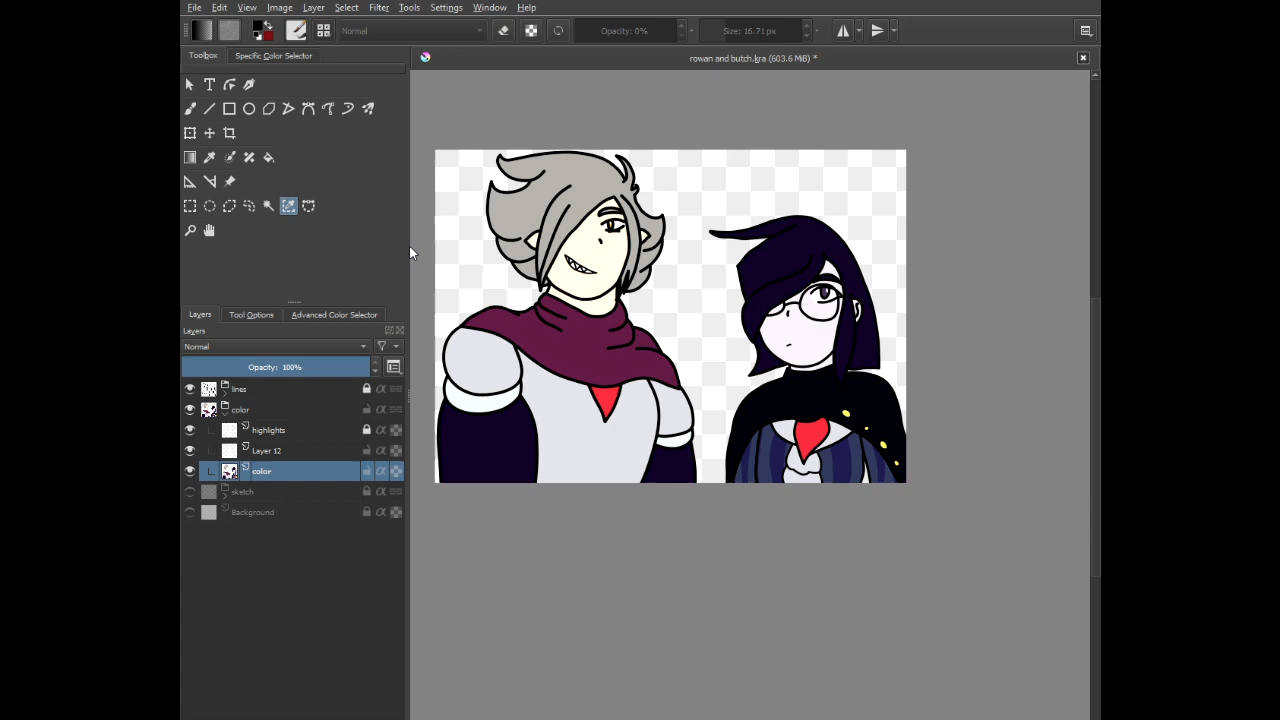 File Edit View Image Layer Select Filter Tools Settings Window Help
Normal Opacity: 0% Size: 16.71 px
Toolbox Specific Color Selector
rowan and butch.kra (603.6 MiB) *
Layers Tool Options Advanced Color Selector
Layers
Normal
Opacity: 100%
lines
color
highlights
Layer 12
color
sketch
Background